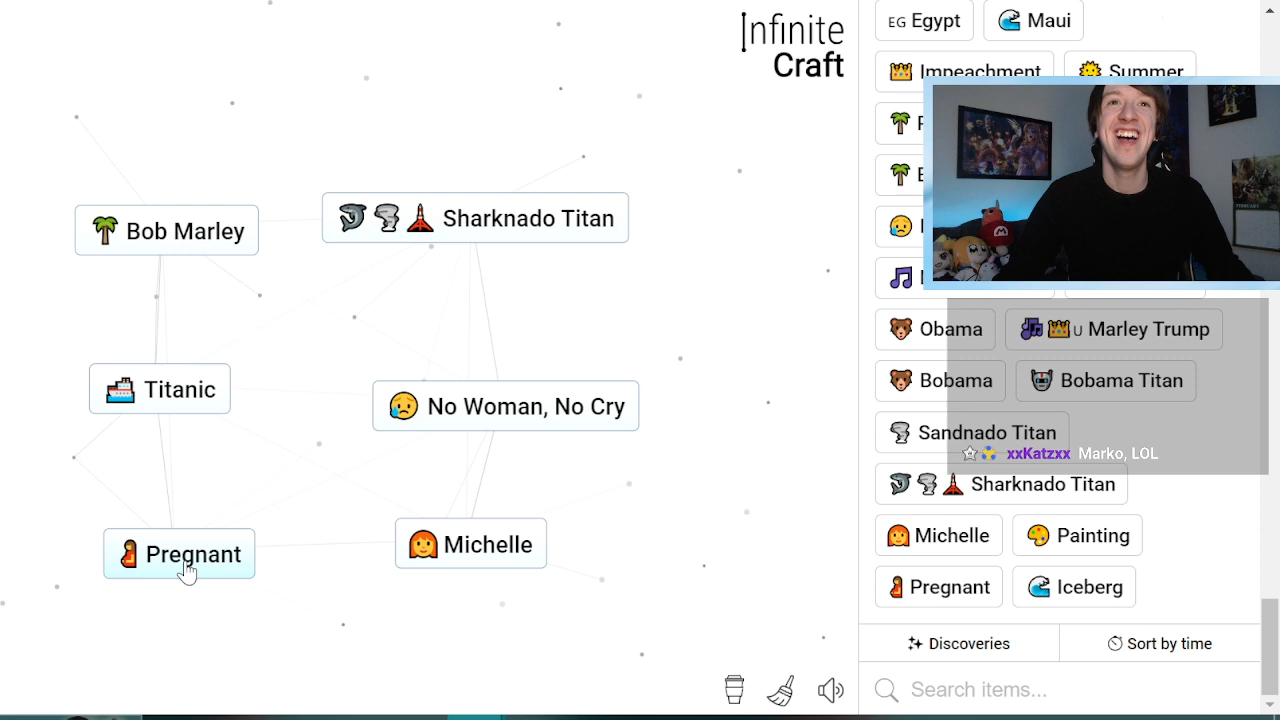 Infinite
Craft
Bob Marley
Sharknado Titan
Titanic
No Woman, No Cry
Pregnant
Michelle
EG Egypt
Maui
Impeachment
Summer
Obama
U Marley Trump
Bobama
Bobama Titan
Sandnado Titan
xxKatzxx Marko, LOL
Sharknado Titan
Michelle
Painting
Pregnant
Iceberg
Discoveries
Sort by time
Search items...